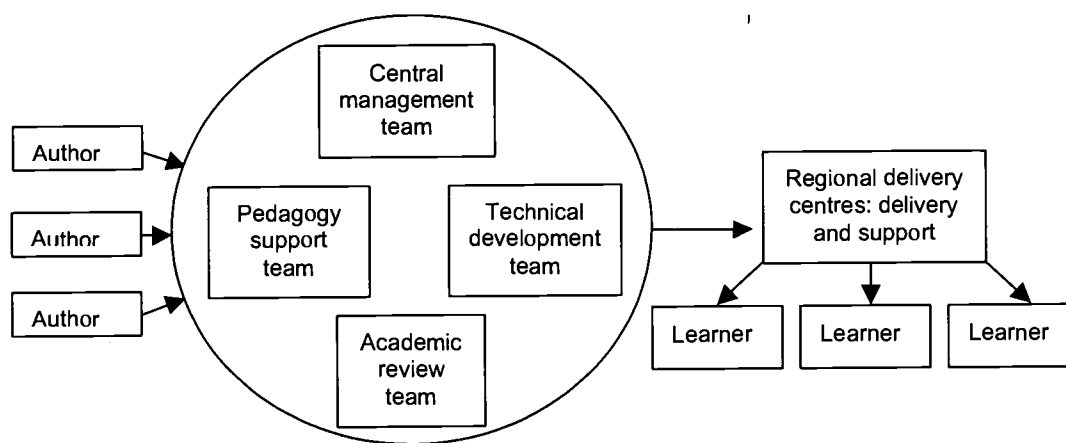 Central
management
team
Author
Author
Author
Pedagogy
support
team
Technical
development
team
Academic
review
team
Regional delivery
centres: delivery
and support
Learner
Learner
Learner